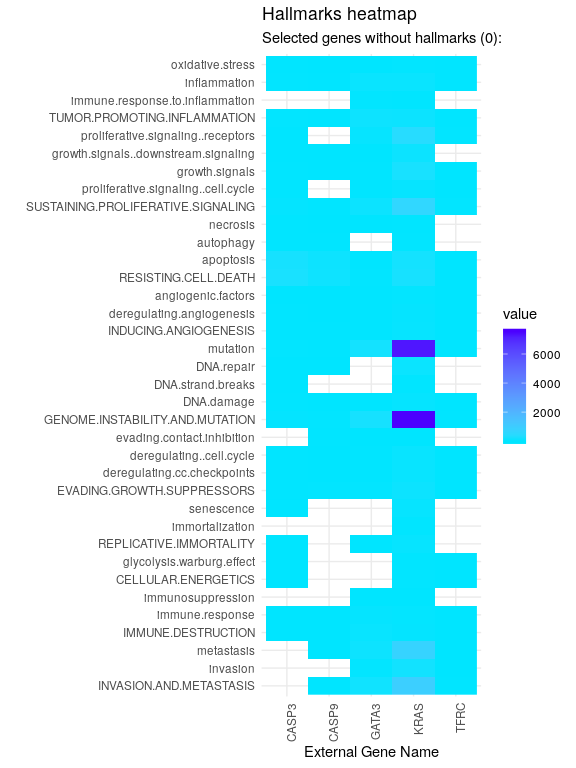 Hallmarks heatmap
Selected genes without hallmarks (0):
oxidative.stress
inflammation
immune.response.to.inflammation
TUMOR.PROMOTING.INFLAMMATION
proliferative.signaling..receptors
growth.signals..downstream.signaling
growth.signals
proliferative.signaling..cell.cycle
SUSTAINING.PROLIFERATIVE.SIGNALING
necrosis
autophagy
apoptosis
RESISTING.CELL.DEATH
angiogenic.factors
deregulating.angiogenesis
INDUCING.ANGIOGENESIS
mutation
DNA.repair
DNA.strand.breaks
DNA.damage
GENOME.INSTABILITY.AND.MUTATION
evading.contact.inhibition
deregulating..cell.cycle
deregulating.cc.checkpoints
EVADING.GROWTH.SUPPRESSORS
senescence
immortalization
REPLICATIVE.IMMORTALITY
glycolysis.warburg.effect
CELLULAR.ENERGETICS
immunosuppression
immune.response
IMMUNE.DESTRUCTION
metastasis
invasion
INVASION.AND.METASTASIS
CASP3
CASP9
GATA3
KRAS
TFRC
External Gene Name
value
6000
4000
2000